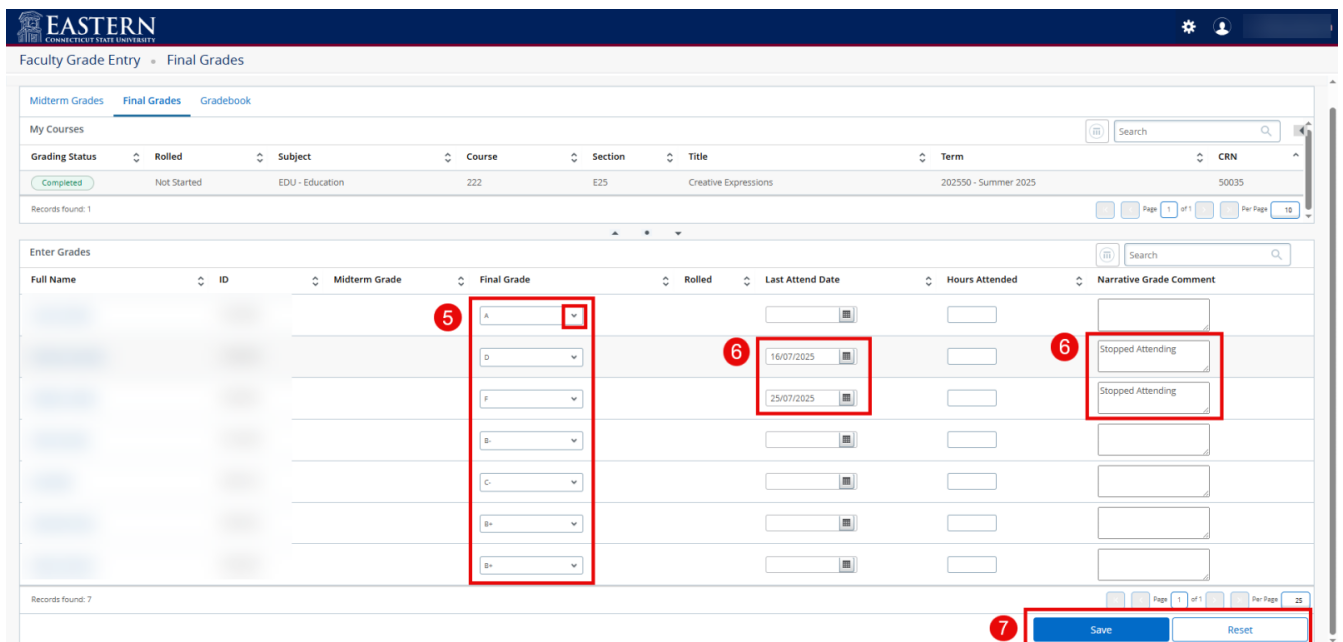 EASTERN
CONNECTICUT STATE UNIVERSITY
Faculty Grade Entry • Final Grades
Midterm Grades Final Grades Gradebook
My Courses Search
Grading Status Rolled Subject Course Section Title Term CRN
Completed Not Started EDU - Education 222 E25 Creative Expressions 202550 - Summer 2025 50035
Records found: 1 Page 1 of 1 Per Page 10
Enter Grades Search
Full Name ID Midterm Grade Final Grade Rolled Last Attend Date Hours Attended Narrative Grade Comment
5 A
D 6 16/07/2025 6 Stopped Attending
F 25/07/2025 Stopped Attending
B-
C-
B+
B+
Records found: 7 Page 1 of 1 Per Page 25
7 Save Reset